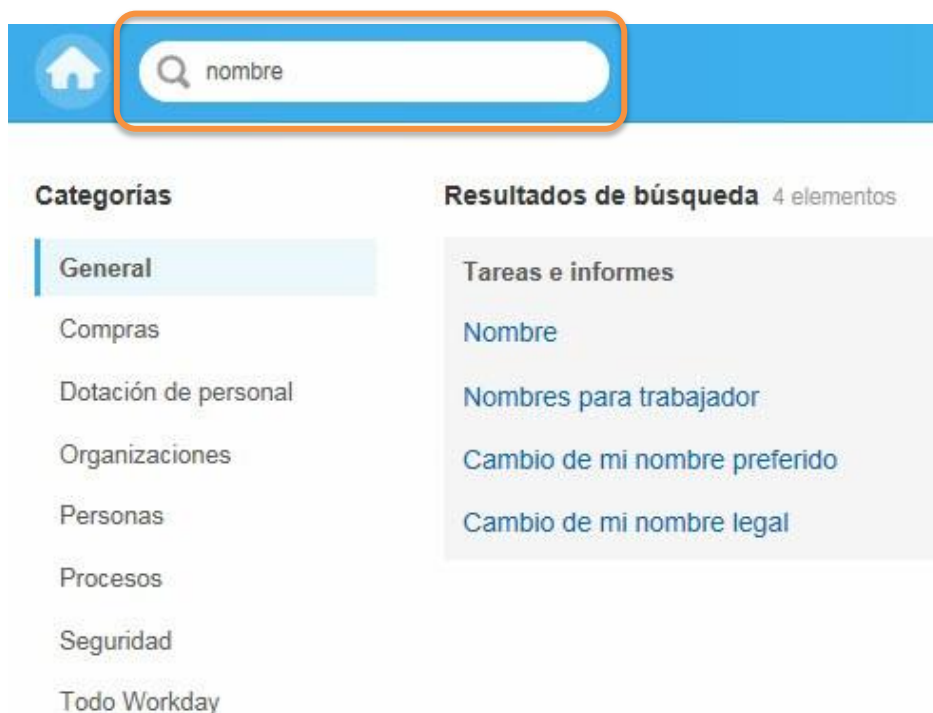 nombre
Categorías
General
Compras
Dotación de personal
Organizaciones
Personas
Procesos
Seguridad
Todo Workday
Resultados de búsqueda 4 elementos
Tareas e informes
Nombre
Nombres para trabajador
Cambio de mi nombre preferido
Cambio de mi nombre legal